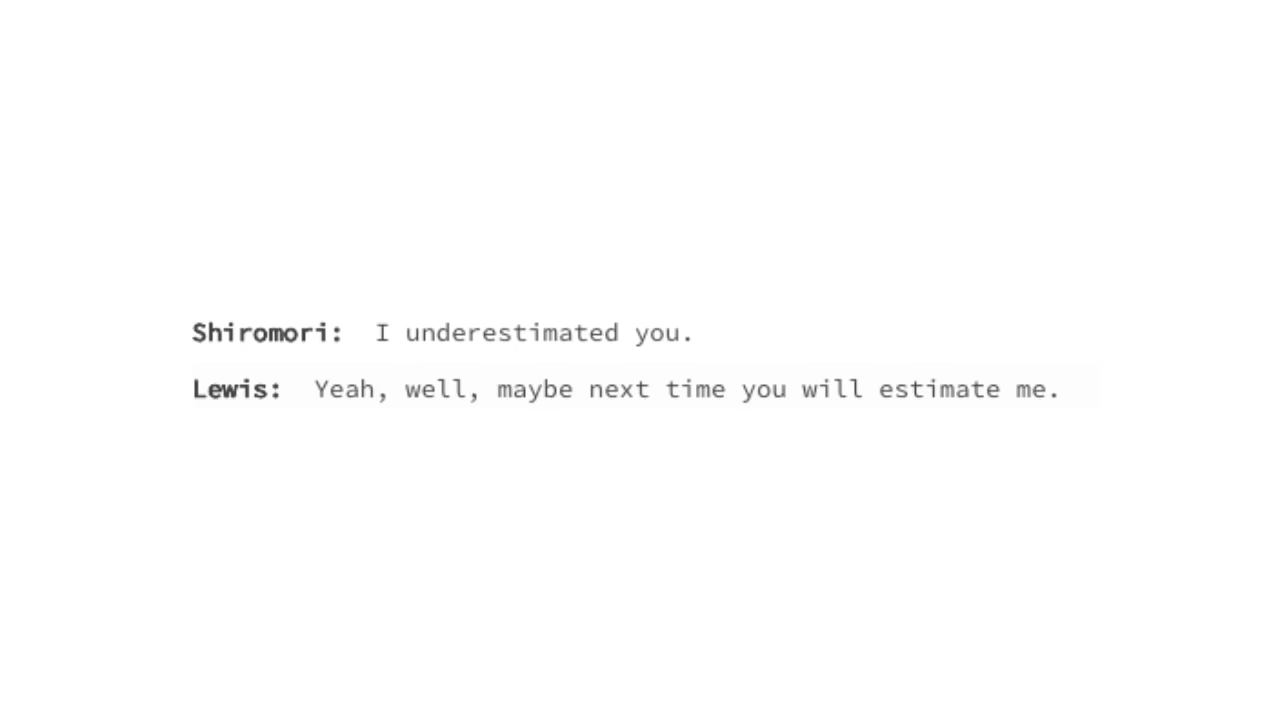 Shiromori: I underestimated you.
Lewis: Yeah, well, maybe next time you will estimate me.